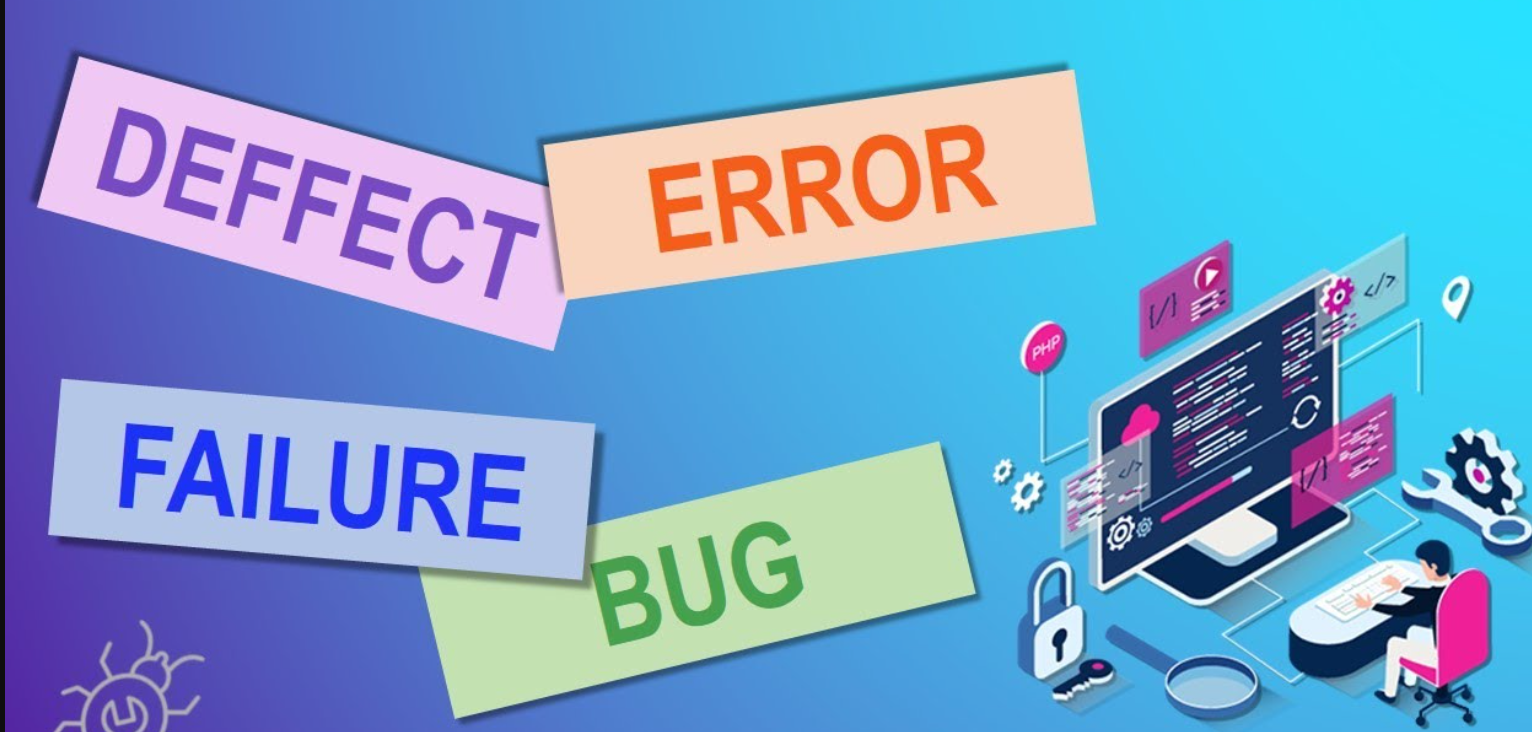 DEFFECT
ERROR
FAILURE
BUG
PHP
[/]
</>
</>
[/]